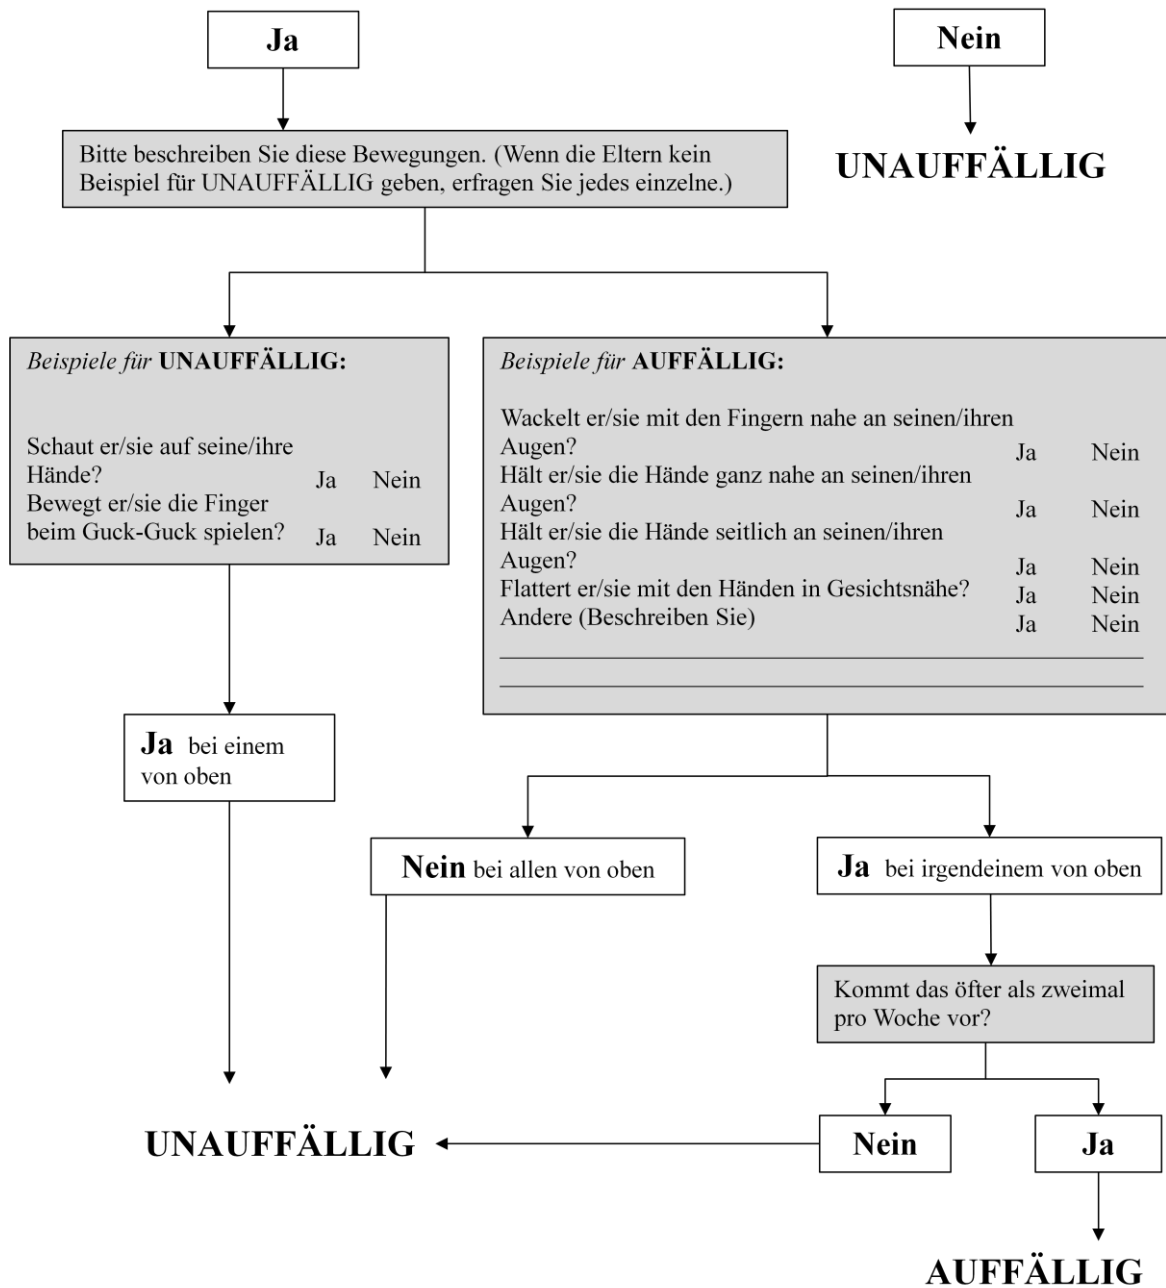 Ja
Nein
Bitte beschreiben Sie diese Bewegungen. (Wenn die Eltern kein
Beispiel für UNAUFFÄLLIG geben, erfragen Sie jedes einzelne.)
UNAUFFÄLLIG
Beispiele für UNAUFFÄLLIG:
Schaut er/sie auf seine/ihre
Hände? Ja Nein
Bewegt er/sie die Finger
beim Guck-Guck spielen? Ja Nein
Beispiele für AUFFÄLLIG:
Wackelt er/sie mit den Fingern nahe an seinen/ihren
Augen? Ja Nein
Hält er/sie die Hände ganz nahe an seinen/ihren
Augen? Ja Nein
Hält er/sie die Hände seitlich an seinen/ihren
Augen? Ja Nein
Flattert er/sie mit den Händen in Gesichtsnähe? Ja Nein
Andere (Beschreiben Sie) Ja Nein
Ja bei einem
von oben
Nein bei allen von oben
Ja bei irgendeinem von oben
Kommt das öfter als zweimal
pro Woche vor?
UNAUFFÄLLIG
Nein
Ja
AUFFÄLLIG